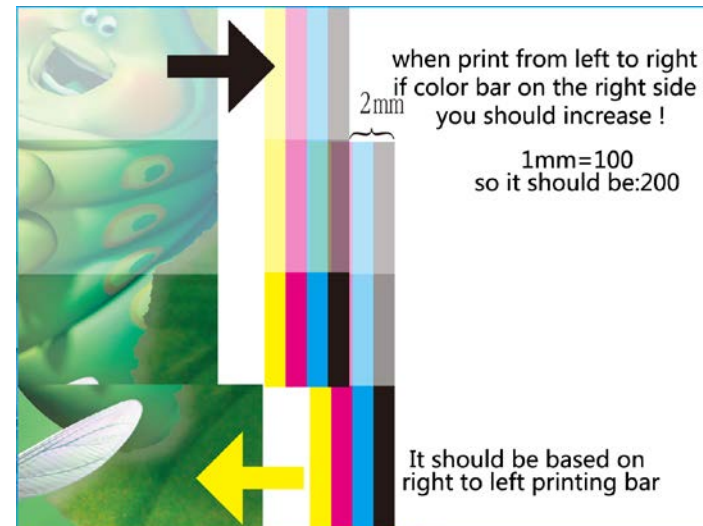 when print from left to right
if color bar on the right side
2mm
you should increase !
1mm=100
so it should be:200
It should be based on
right to left printing bar